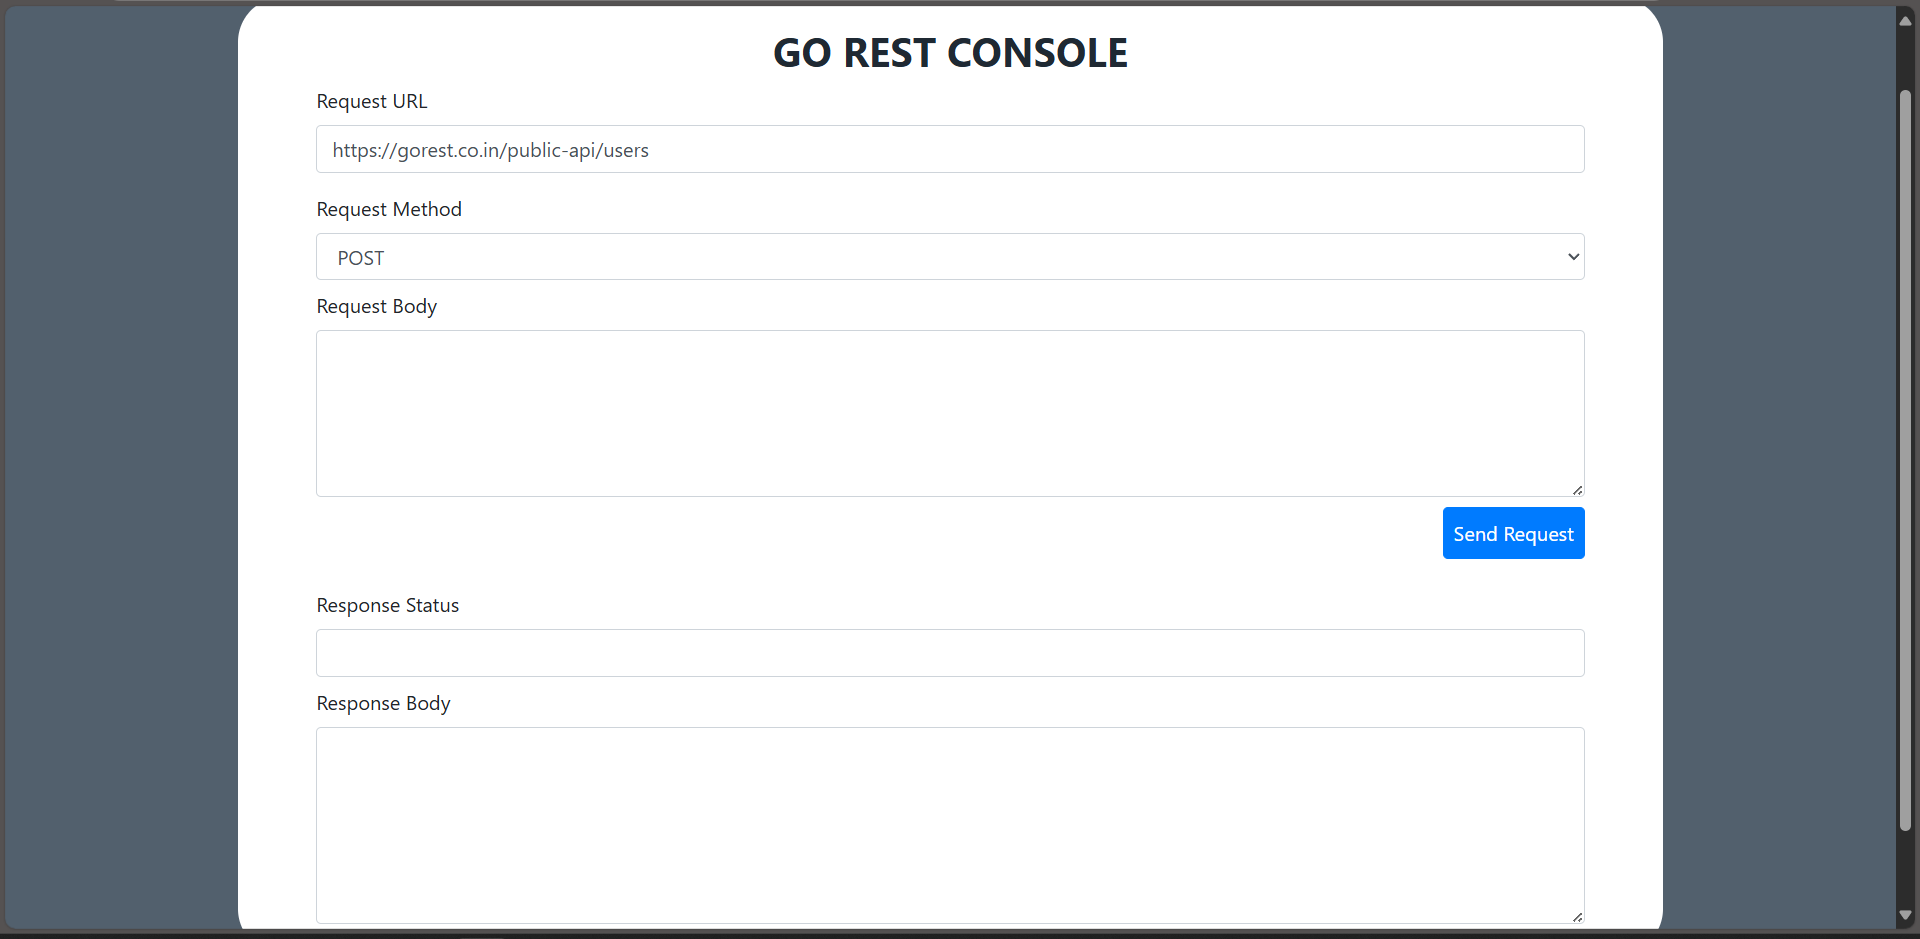 GO REST CONSOLE
Request URL
https://gorest.co.in/public-api/users
Request Method
POST
Request Body
Send Request
Response Status
Response Body